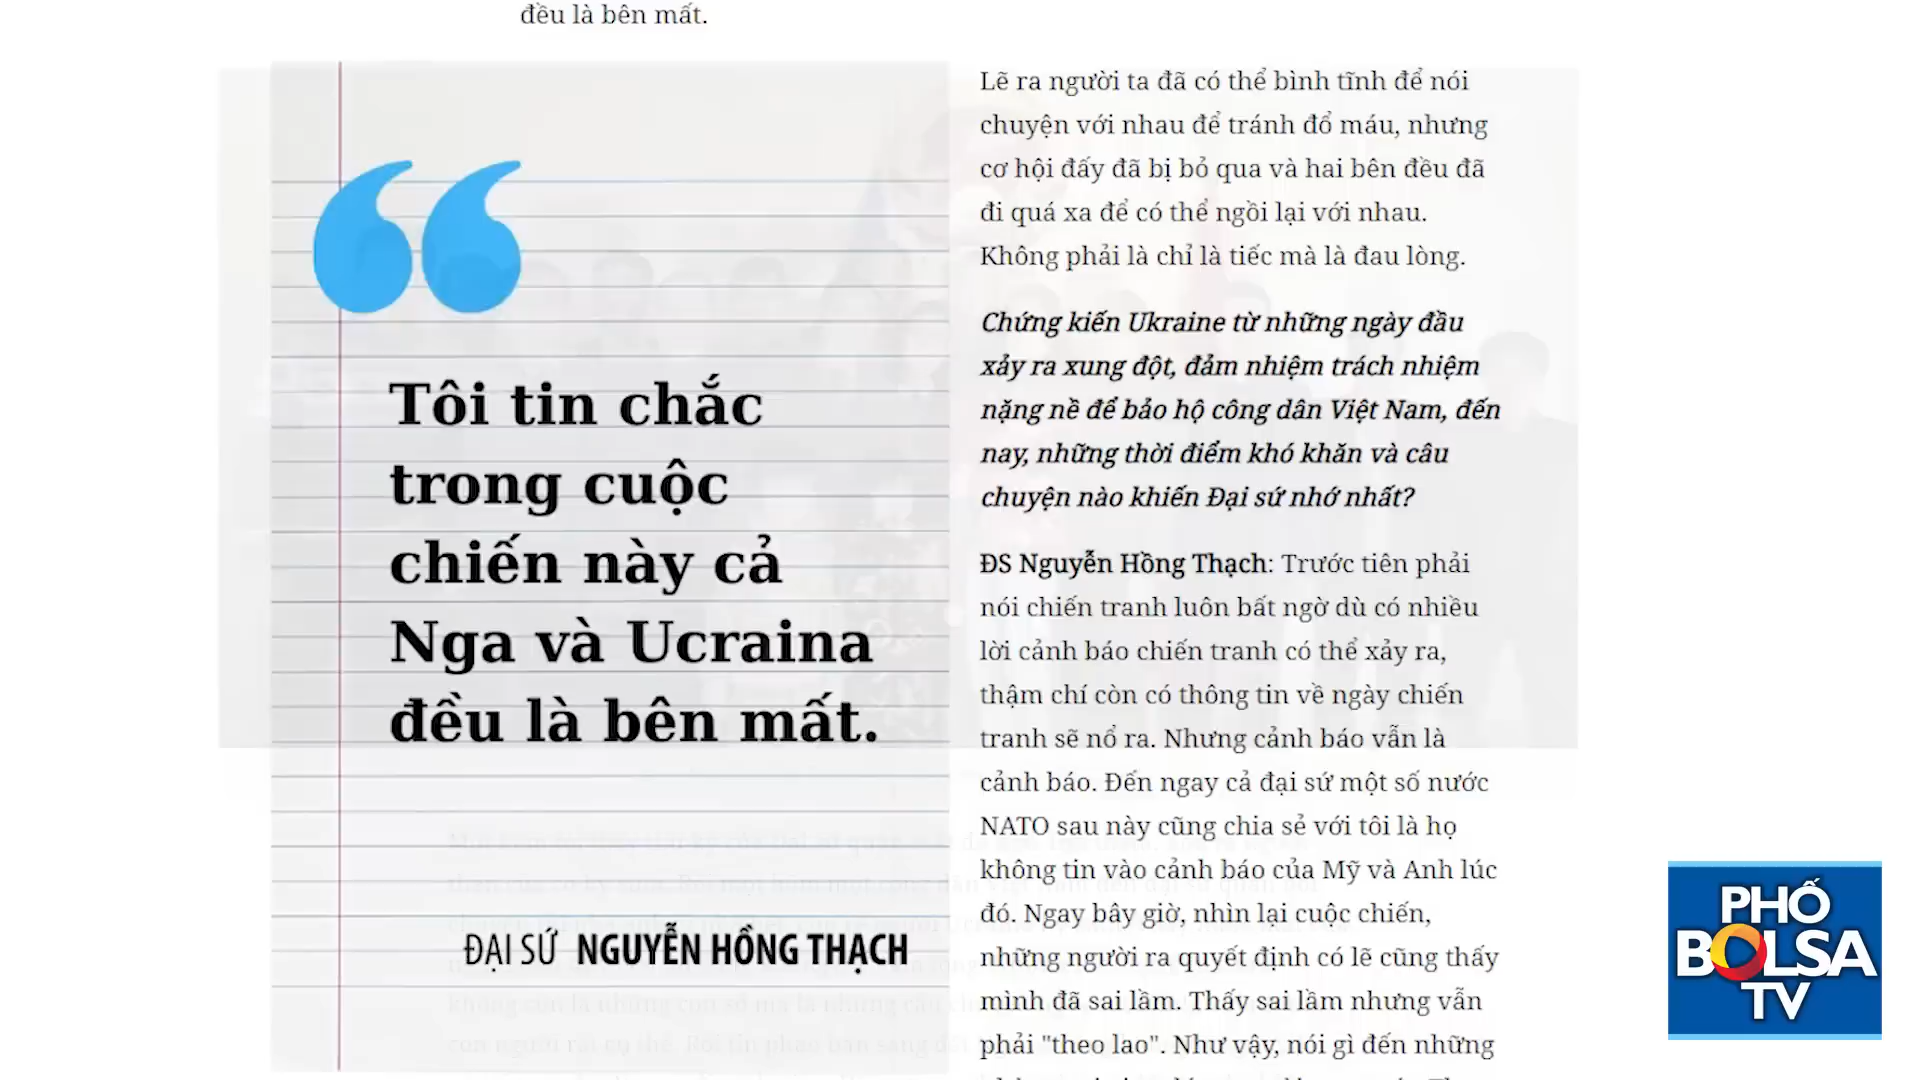 đều là bên mất.
Tôi tin chắc
trong cuộc
chiến này cả
Nga và Ucraina
đều là bên mất.
ĐẠI SỨ NGUYỄN HỒNG THẠCH
Lẽ ra người ta đã có thể bình tĩnh để nói
chuyện với nhau để tránh đổ máu, nhưng
cơ hội đấy đã bị bỏ qua và hai bên đều đã
đi quá xa để có thể ngồi lại với nhau.
Không phải là chỉ là tiếc mà là đau lòng.
Chứng kiến Ukraine từ những ngày đầu
xảy ra xung đột, đảm nhiệm trách nhiệm
nặng nề để bảo hộ công dân Việt Nam, đến
nay, những thời điểm khó khăn và câu
chuyện nào khiến Đại sứ nhớ nhất?
ĐS Nguyễn Hồng Thạch: Trước tiên phải
nói chiến tranh luôn bất ngờ dù có nhiều
lời cảnh báo chiến tranh có thể xảy ra,
thậm chí còn có thông tin về ngày chiến
tranh sẽ nổ ra. Nhưng cảnh báo vẫn là
cảnh báo. Đến ngay cả đại sứ một số nước
NATO sau này cũng chia sẻ với tôi là họ
không tin vào cảnh báo của Mỹ và Anh lúc
đó. Ngay bây giờ, nhìn lại cuộc chiến,
những người ra quyết định có lẽ cũng thấy
mình đã sai lầm. Thấy sai lầm nhưng vẫn
phải "theo lao". Như vậy, nói gì đến những
PHỐ
BOLSA
TV